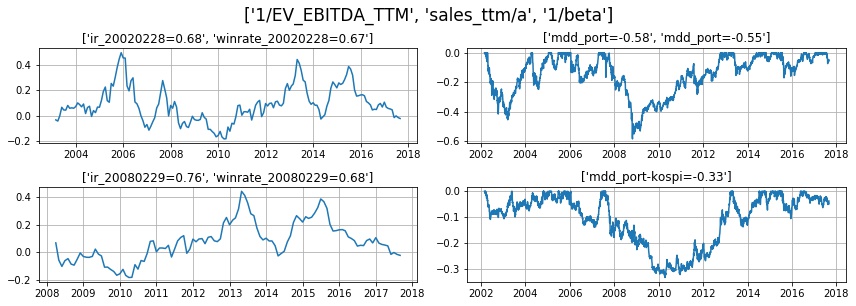 ['1/EV_EBITDA_TTM', 'sales_ttm/a', '1/beta']
['ir_20020228=0.68', 'winrate_20020228=0.67']
0.4
0.2
0.0
−0.2
2004 2006 2008 2010 2012 2014 2016 2018
['mdd_port=-0.58', 'mdd_port=-0.55']
0.0
−0.2
−0.4
−0.6
2002 2004 2006 2008 2010 2012 2014 2016 2018
['ir_20080229=0.76', 'winrate_20080229=0.68']
0.4
0.2
0.0
−0.2
2008 2009 2010 2011 2012 2013 2014 2015 2016 2017 2018
['mdd_port-kospi=-0.33']
0.0
−0.1
−0.2
−0.3
2002 2004 2006 2008 2010 2012 2014 2016 2018